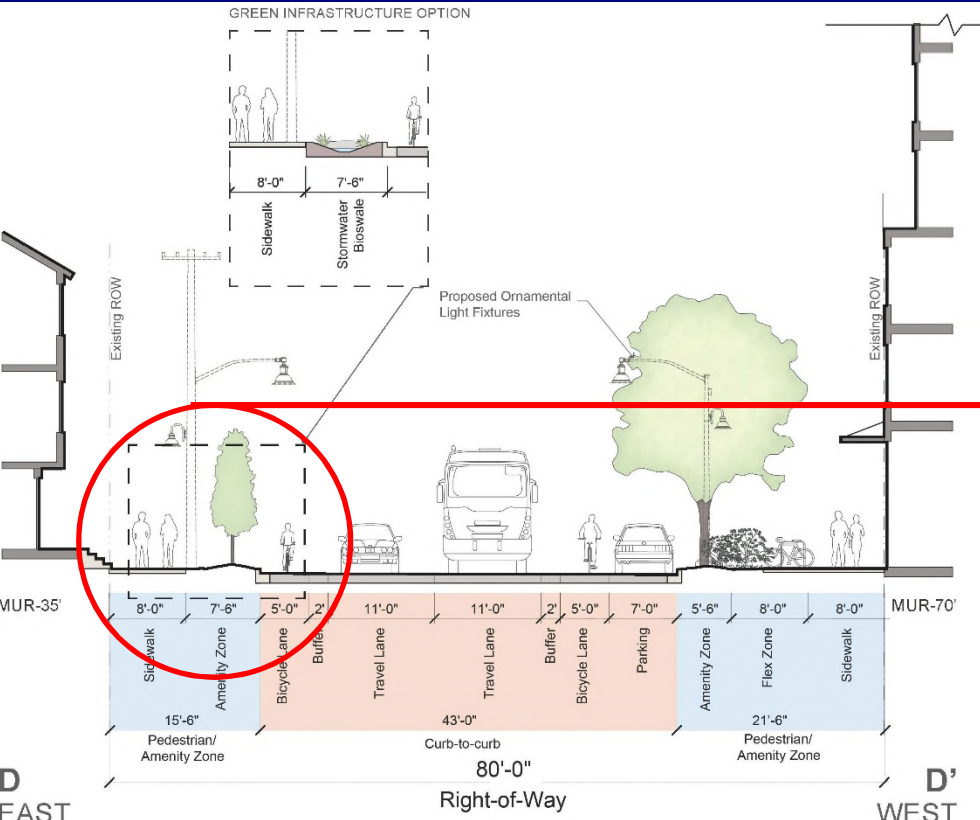 GREEN INFRASTRUCTURE OPTION
8'-0"
7'-6"
Sidewalk
Stormwater
Bioswale
Existing ROW
Proposed Ornamental
Light Fixtures
Existing ROW
MUR-35'
8'-0"
7'-6"
5'-0"
2'
11'-0"
11'-0"
2'
5'-0"
7'-0"
5'-6"
8'-0"
8'-0"
MUR-70'
Sidewalk
Amenity Zone
Bicycle Lane
Buffer
Travel Lane
Travel Lane
Buffer
Bicycle Lane
Parking
Amenity Zone
Flex Zone
Sidewalk
15'-6"
43'-0"
21'-6"
Pedestrian/
Amenity Zone
Curb-to-curb
Pedestrian/
Amenity Zone
80'-0"
Right-of-Way
D
EAST
D'
WEST